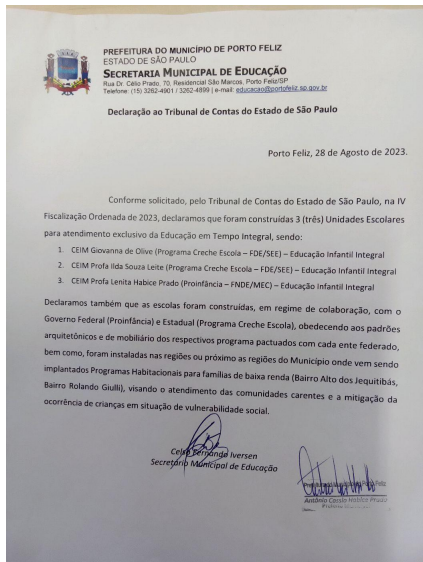 PREFEITURA DO MUNICÍPIO DE PORTO FELIZ
ESTADO DE SÃO PAULO
SECRETARIA MUNICIPAL DE EDUCAÇÃO
Rua Dr. Célio Prado, 70, Residencial São Marcos, Porto Feliz/SP
Telefone: (15) 3262-4901 / 3262-4899 | e-mail: educacao@portofeliz.sp.gov.br
Declaração ao Tribunal de Contas do Estado de São Paulo
Porto Feliz, 28 de Agosto de 2023.
Conforme solicitado, pelo Tribunal de Contas do Estado de São Paulo, na IV
Fiscalização Ordenada de 2023, declaramos que foram construídas 3 (três) Unidades Escolares
para atendimento exclusivo da Educação em Tempo Integral, sendo:
1. CEIM Giovanna de Olive (Programa Creche Escola – FDE/SEE) – Educação Infantil Integral
2. CEIM Profa Ilda Souza Leite (Programa Creche Escola – FDE/SEE) – Educação Infantil Integral
3. CEIM Profa Lenita Habice Prado (Proinfância – FNDE/MEC) – Educação Infantil Integral
Declaramos também que as escolas foram construídas, em regime de colaboração, com o
Governo Federal (Proinfância) e Estadual (Programa Creche Escola), obedecendo aos padrões
arquitetônicos e de mobiliário dos respectivos programa pactuados com cada ente federado,
bem como, foram instaladas nas regiões ou próximo as regiões do Município onde vem sendo
implantados Programas Habitacionais para famílias de baixa renda (Bairro Alto dos Jequitibás,
Bairro Rolando Giulli), visando o atendimento das comunidades carentes e a mitigação da
ocorrência de crianças em situação de vulnerabilidade social.
Celso Fernando Iversen
Secretário Municipal de Educação
Porto Feliz
Antônio Cássio Habice Prado